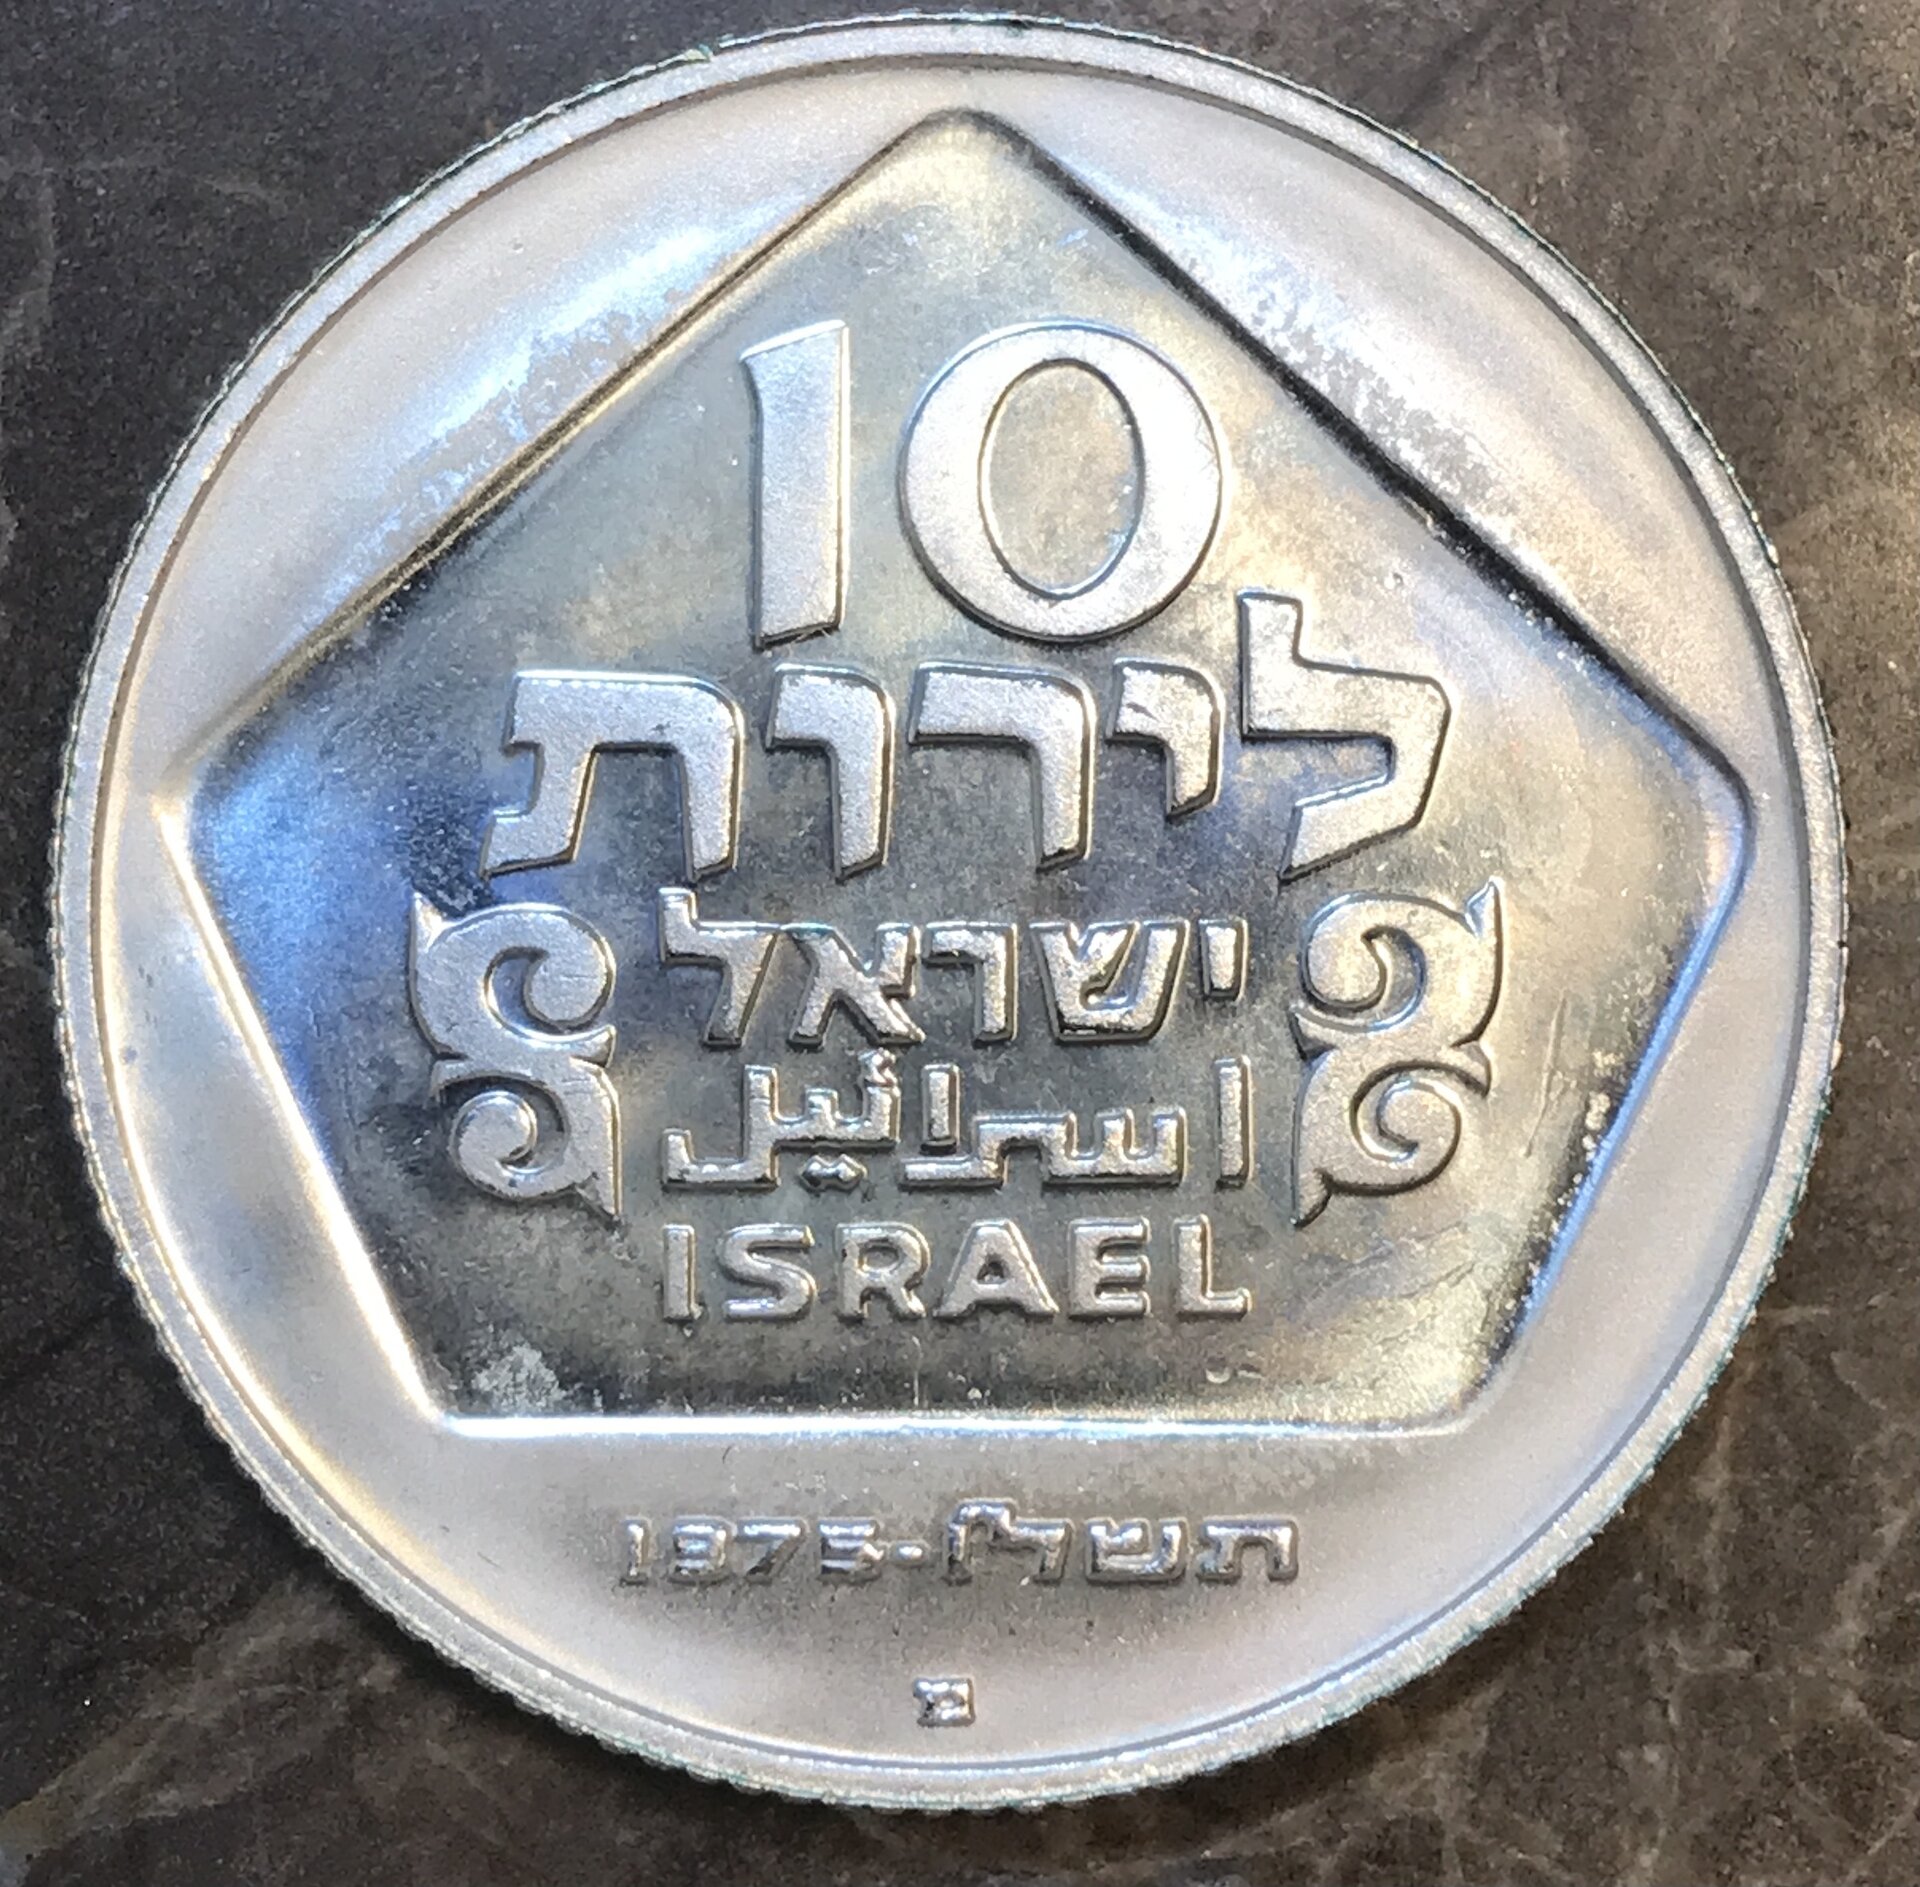 10
לירות
ישראל
اسرائيل
ISRAEL
תשל"ו-1975
מ